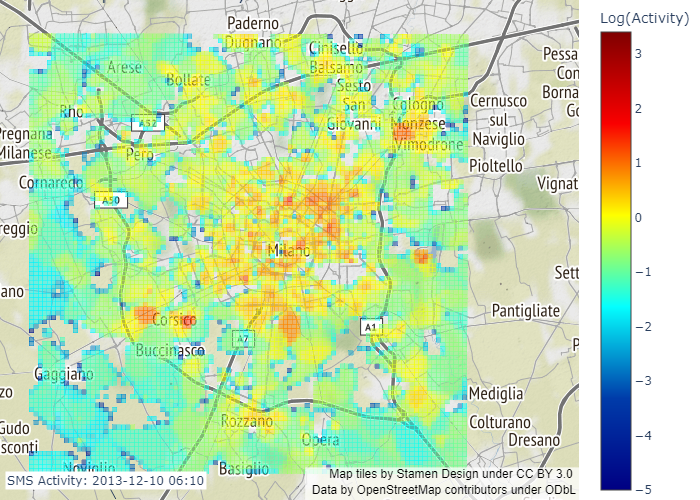 Log(Activity)
Paderno
Dugnano
Cinisello
Balsamo
Arese
Bollate
Sesto
San
Giovanni
Cologno
Monzese
Vimodrone
Cernusco
sul
Naviglio
Pessa
Con
Borna
Go
Rho
A52
Pregnana
Milanese
Pero
Pioltello
Cornaredo
Vignat
A50
reggio
Milano
Sett
ano
Pantigliate
Corsico
A7
A1
P
Buccinasco
Gaggiano
zo
Mediglia
Rozzano
Colturano
Gudo
sconti
Opera
Dresano
Noviglio
Basiglio
3
2
1
0
−1
−2
−3
−4
−5
SMS Activity: 2013-12-10 06:10
Map tiles by Stamen Design under CC BY 3.0
Data by OpenStreetMap contributors under ODbL